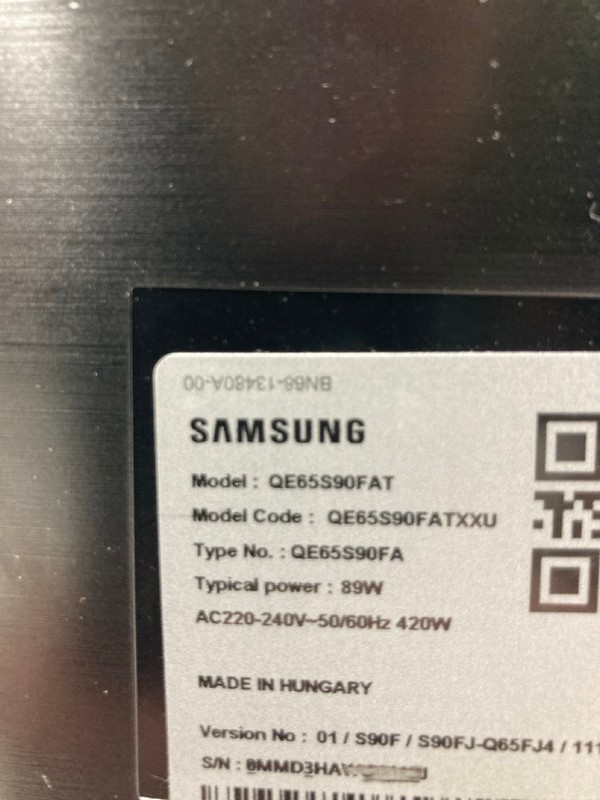 BN68-13480A-00
SAMSUNG
Model : QE65S90FAT
Model Code : QE65S90FATXXU
Type No. : QE65S90FA
Typical power : 89W
AC220-240V~50/60Hz 420W
MADE IN HUNGARY
Version No : 01 / S90F / S90FJ-Q65FJ4 / 111
S/N :